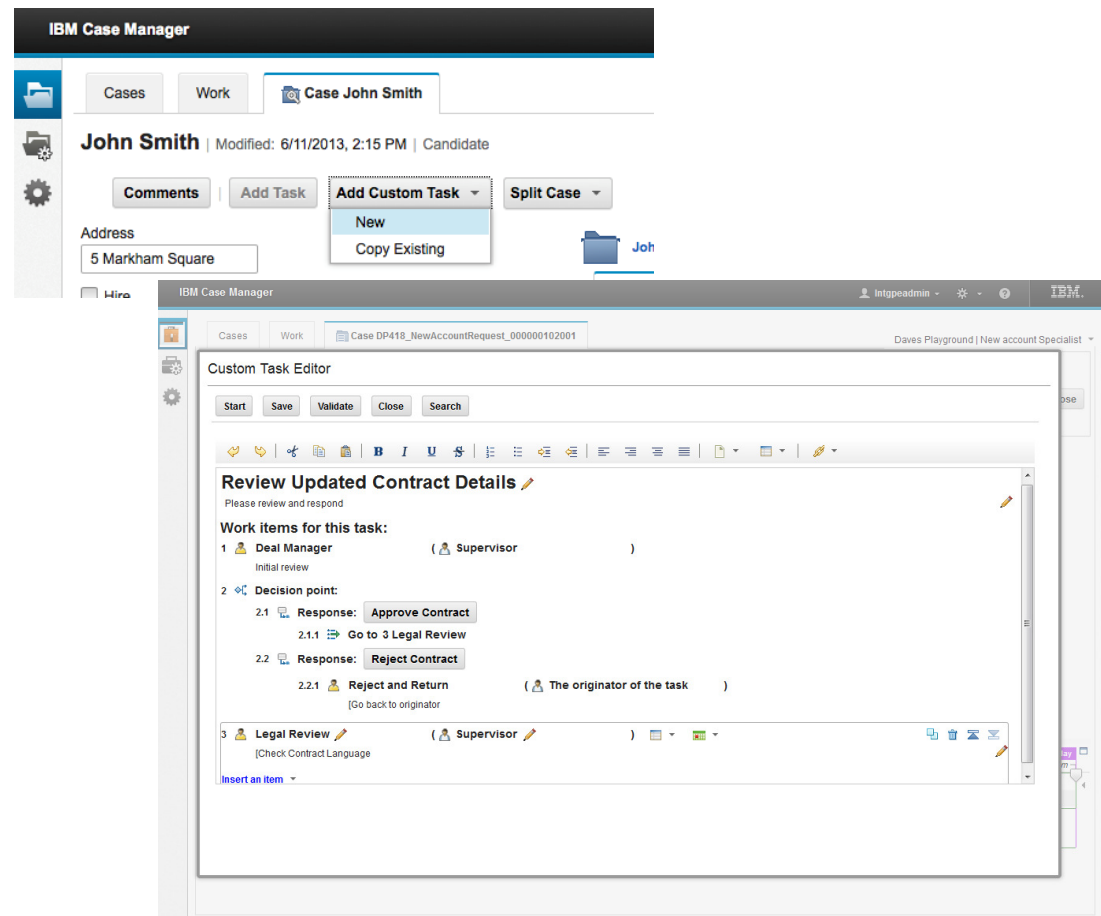 IBM Case Manager
Cases Work Case John Smith
John Smith | Modified: 6/11/2013, 2:15 PM | Candidate
Comments | Add Task Add Custom Task Split Case
New
Copy Existing
Address
5 Markham Square
Hire
Joh
IBM Case Manager Intgpeadmin IBM.
Cases Work Case DP418_NewAccountRequest_000000102001
Daves Playground | New account Specialist
ose
Custom Task Editor
Start Save Validate Close Search
B I U S
Review Updated Contract Details
Please review and respond
Work items for this task:
1 Deal Manager ( Supervisor )
Initial review
2 Decision point:
2.1 Response: Approve Contract
2.1.1 Go to 3 Legal Review
2.2 Response: Reject Contract
2.2.1 Reject and Return ( The originator of the task )
[Go back to originator
3 Legal Review ( Supervisor )
[Check Contract Language
Insert an item
lay